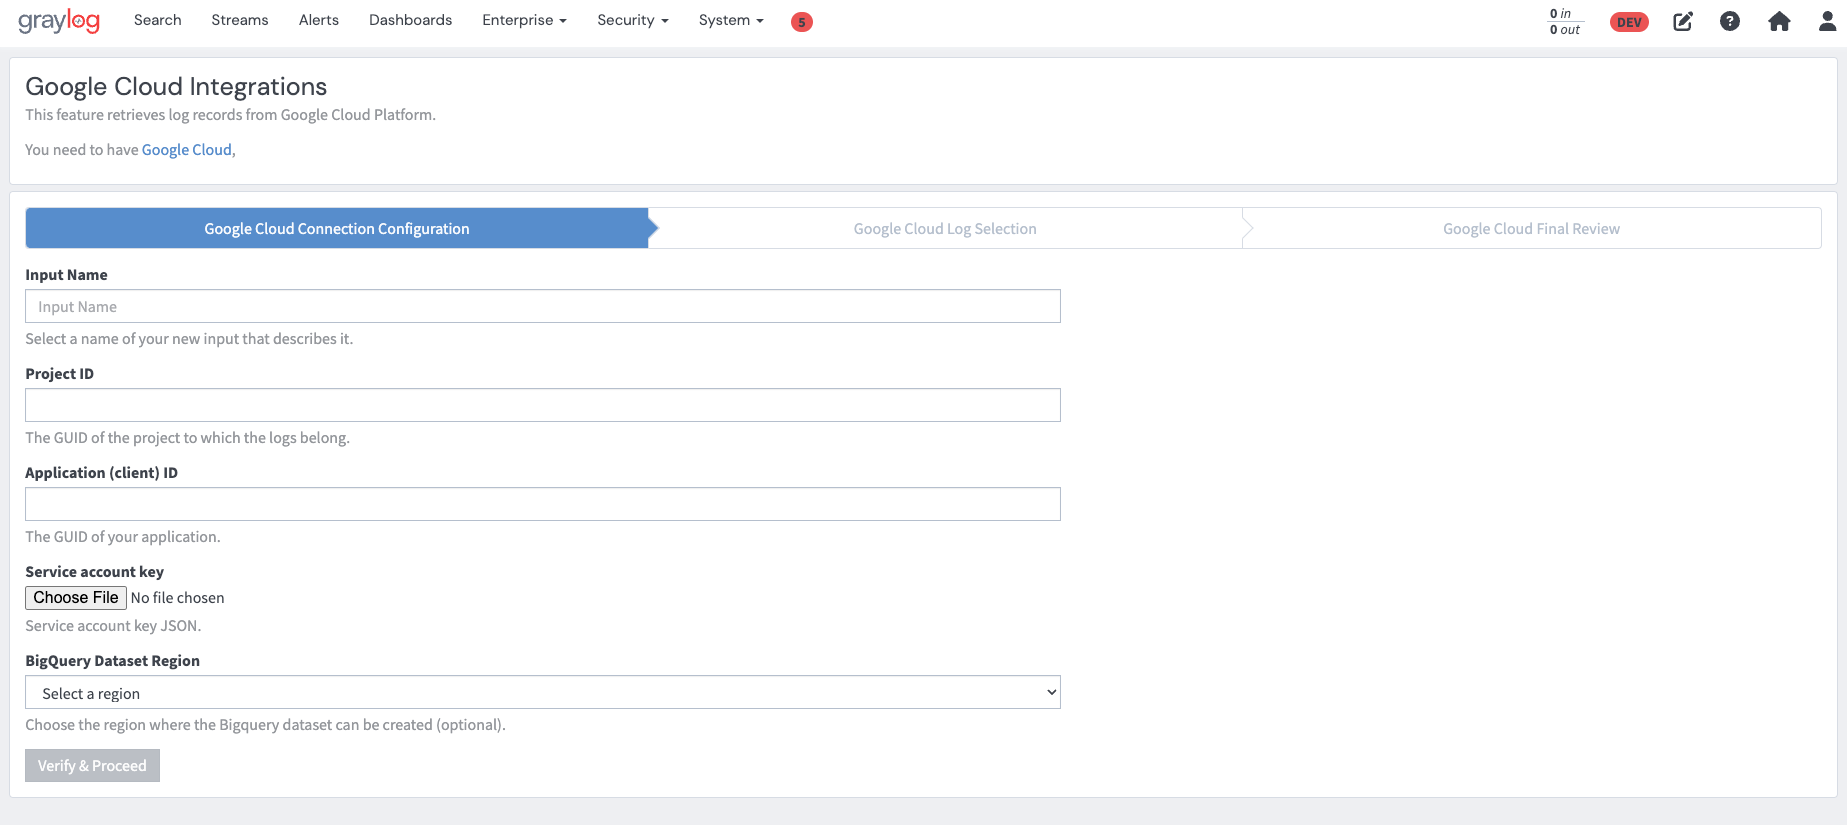 graylog
Search Streams Alerts Dashboards Enterprise Security System 5
0 in
0 out
DEV
Google Cloud Integrations
This feature retrieves log records from Google Cloud Platform.
You need to have Google Cloud,
Google Cloud Connection Configuration
Google Cloud Log Selection
Google Cloud Final Review
Input Name
Input Name
Select a name of your new input that describes it.
Project ID
The GUID of the project to which the logs belong.
Application (client) ID
The GUID of your application.
Service account key
Choose File No file chosen
Service account key JSON.
BigQuery Dataset Region
Select a region
Choose the region where the Bigquery dataset can be created (optional).
Verify & Proceed